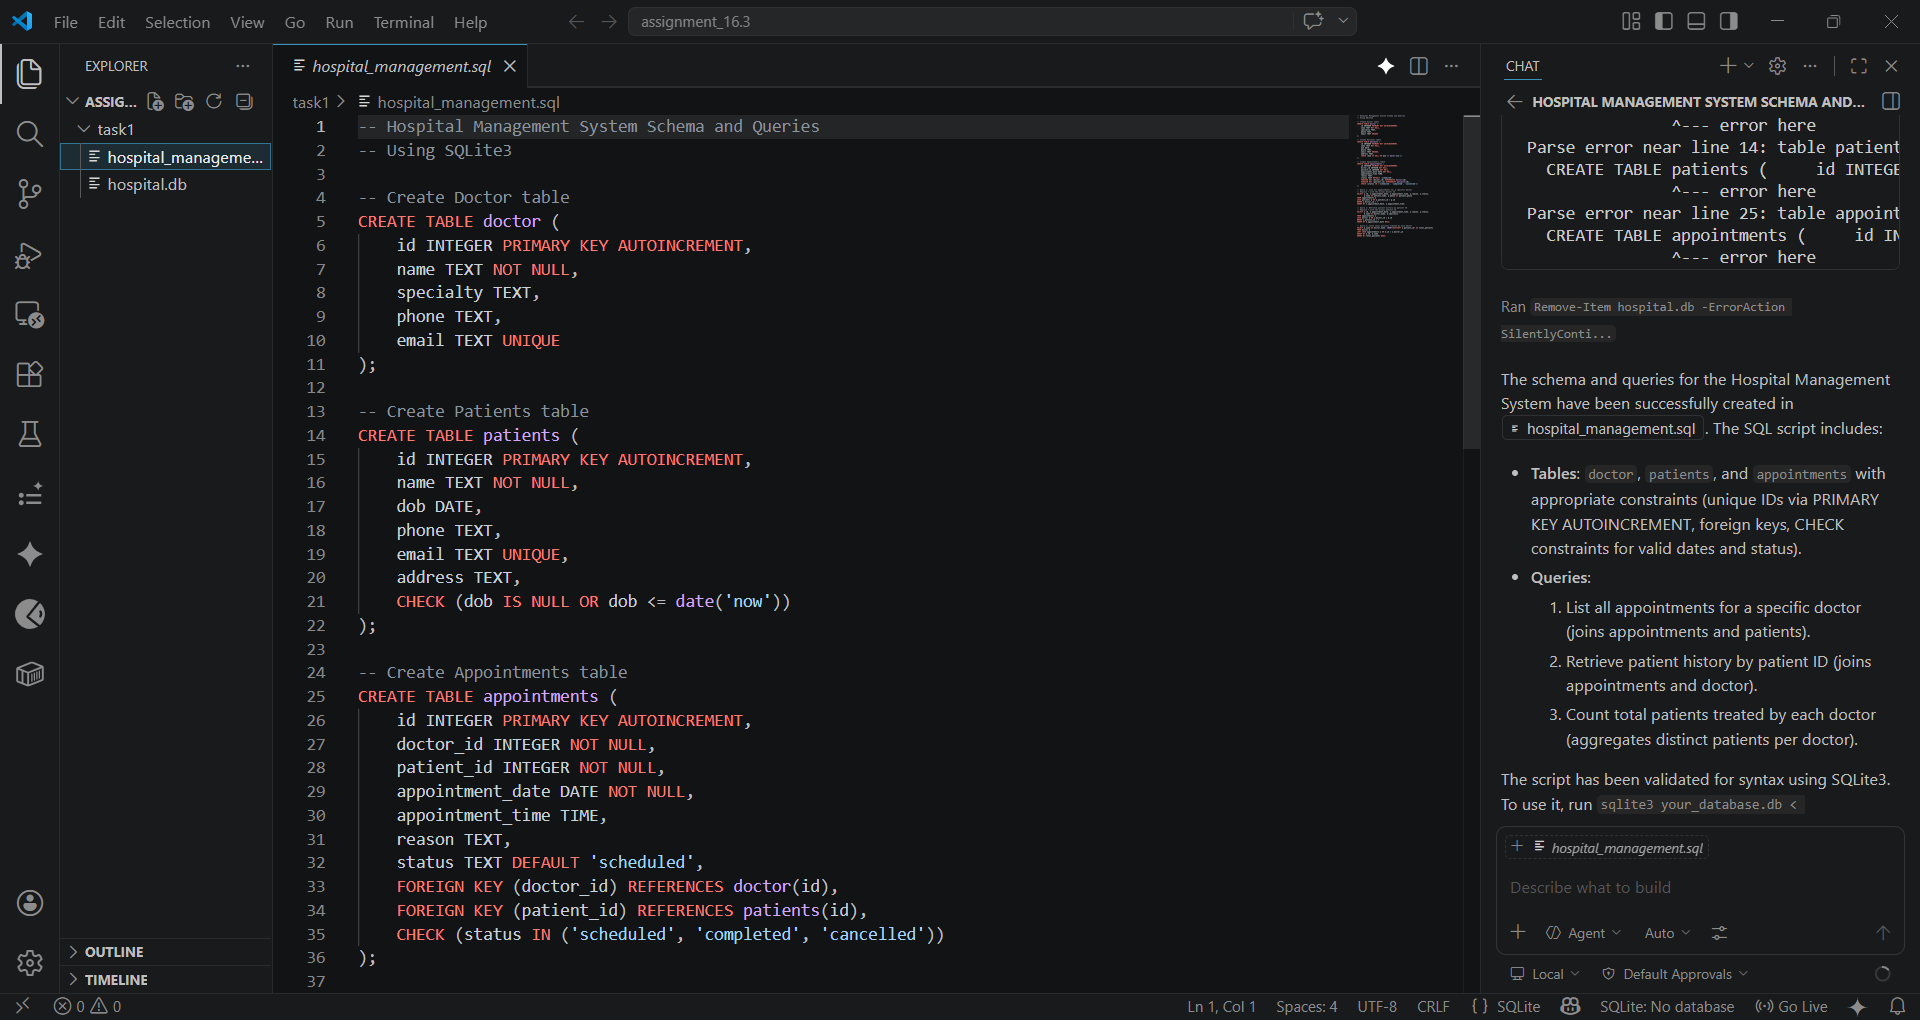 File Edit Selection View Go Run Terminal Help
assignment_16.3
EXPLORER
ASSIG...
task1
hospital_manageme...
hospital.db
OUTLINE
TIMELINE
hospital_management.sql
task1 > hospital_management.sql
1 -- Hospital Management System Schema and Queries
2 -- Using SQLite3
3
4 -- Create Doctor table
5 CREATE TABLE doctor (
6 id INTEGER PRIMARY KEY AUTOINCREMENT,
7 name TEXT NOT NULL,
8 specialty TEXT,
9 phone TEXT,
10 email TEXT UNIQUE
11 );
12
13 -- Create Patients table
14 CREATE TABLE patients (
15 id INTEGER PRIMARY KEY AUTOINCREMENT,
16 name TEXT NOT NULL,
17 dob DATE,
18 phone TEXT,
19 email TEXT UNIQUE,
20 address TEXT,
21 CHECK (dob IS NULL OR dob <= date('now'))
22 );
23
24 -- Create Appointments table
25 CREATE TABLE appointments (
26 id INTEGER PRIMARY KEY AUTOINCREMENT,
27 doctor_id INTEGER NOT NULL,
28 patient_id INTEGER NOT NULL,
29 appointment_date DATE NOT NULL,
30 appointment_time TIME,
31 reason TEXT,
32 status TEXT DEFAULT 'scheduled',
33 FOREIGN KEY (doctor_id) REFERENCES doctor(id),
34 FOREIGN KEY (patient_id) REFERENCES patients(id),
35 CHECK (status IN ('scheduled', 'completed', 'cancelled'))
36 );
37
CHAT
HOSPITAL MANAGEMENT SYSTEM SCHEMA AND...
^--- error here
Parse error near line 14: table patient
CREATE TABLE patients ( id INTEGE
^--- error here
Parse error near line 25: table appoint
CREATE TABLE appointments ( id IN
^--- error here
Ran Remove-Item hospital.db -ErrorAction
SilentlyConti...
The schema and queries for the Hospital Management
System have been successfully created in
hospital_management.sql . The SQL script includes:
• Tables: doctor, patients, and appointments with
appropriate constraints (unique IDs via PRIMARY
KEY AUTOINCREMENT, foreign keys, CHECK
constraints for valid dates and status).
• Queries:
1. List all appointments for a specific doctor
(joins appointments and patients).
2. Retrieve patient history by patient ID (joins
appointments and doctor).
3. Count total patients treated by each doctor
(aggregates distinct patients per doctor).
The script has been validated for syntax using SQLite3.
To use it, run sqlite3 your_database.db <
+ hospital_management.sql
Describe what to build
Agent Auto
Local Default Approvals
0 0
Ln 1, Col 1 Spaces: 4 UTF-8 CRLF { } SQLite SQLite: No database Go Live